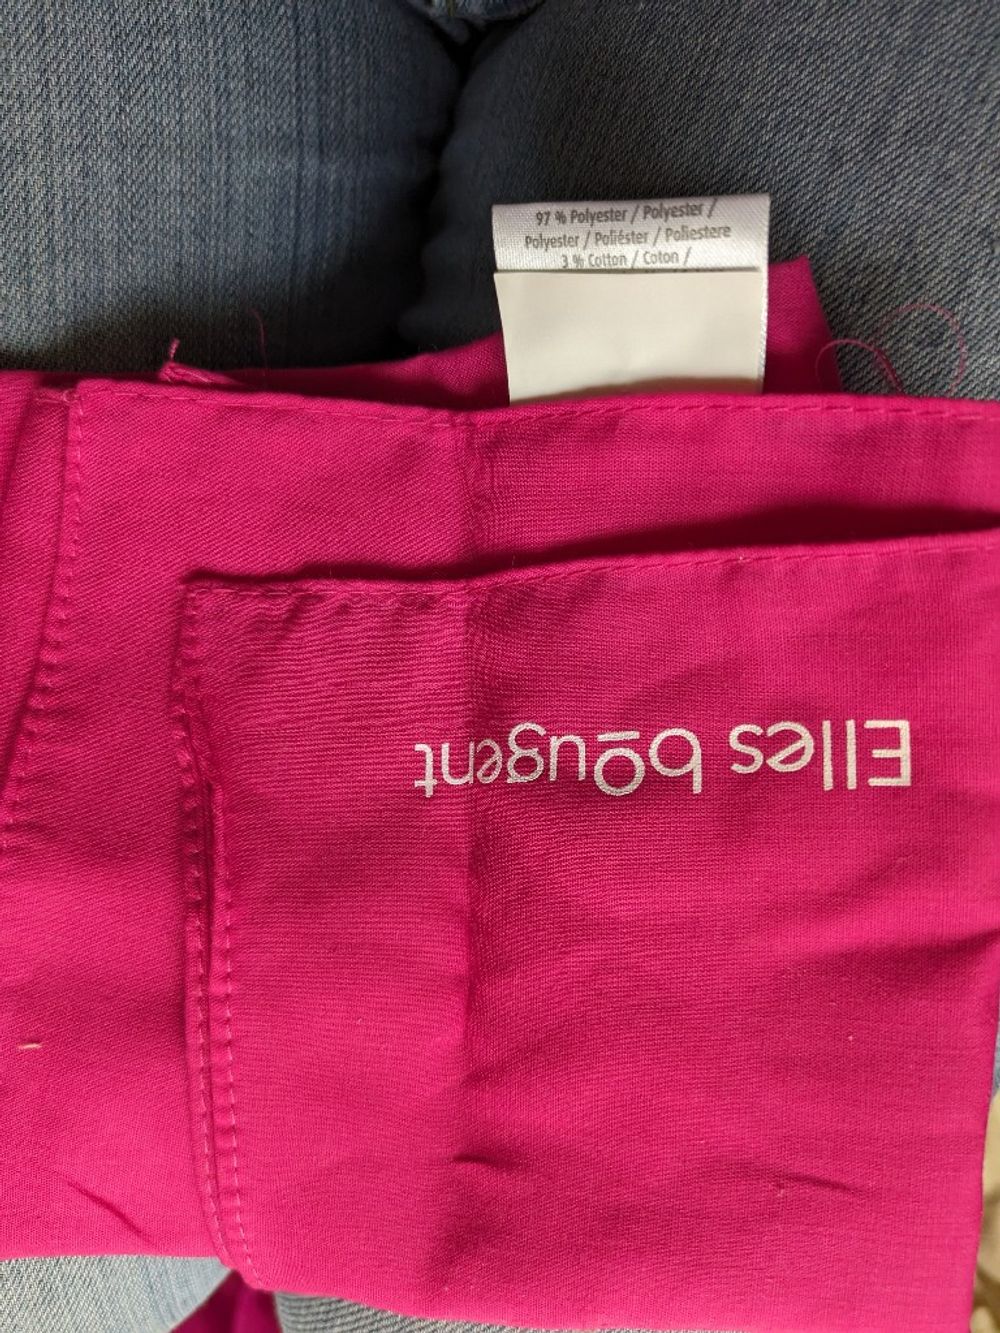 97 % Polyester / Polyester /
Polyester / Poliéster / Poliestere
3 % Cotton / Coton /
Elles bougent